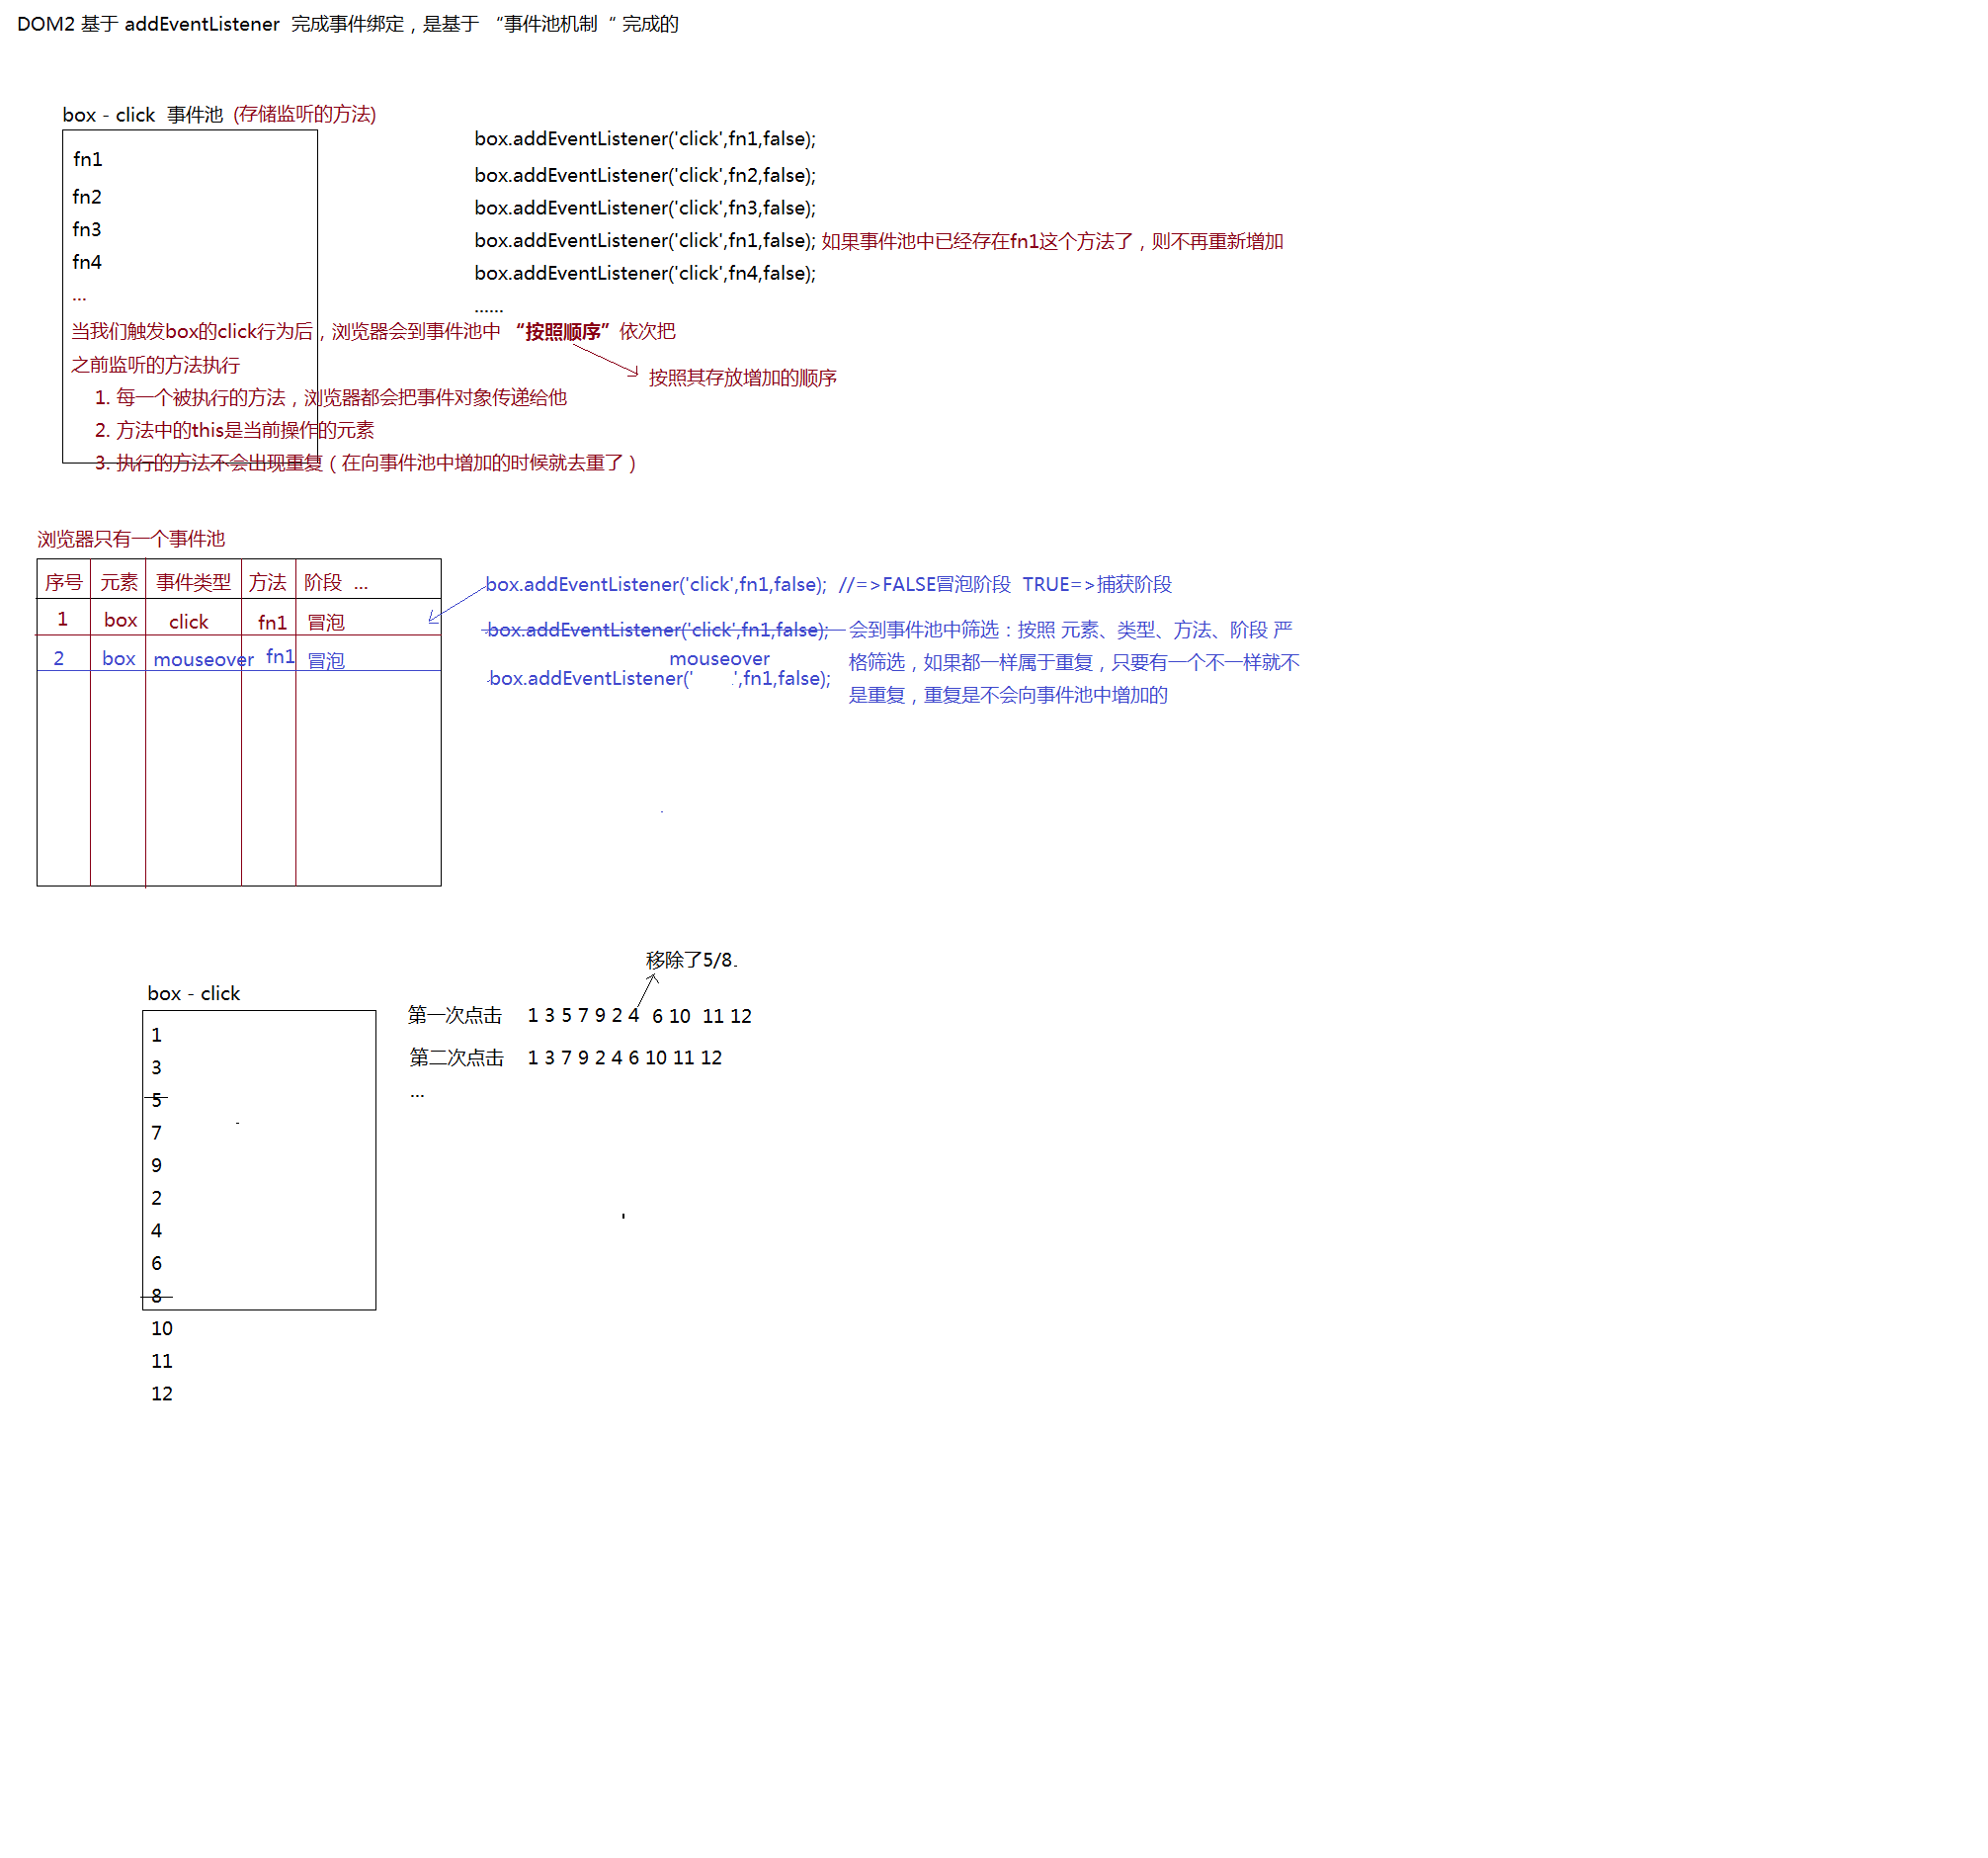 DOM2 基于 addEventListener 完成事件绑定，是基于 “事件池机制“ 完成的
box - click 事件池 (存储监听的方法)
fn1
fn2
fn3
fn4
...
box.addEventListener('click',fn1,false);
box.addEventListener('click',fn2,false);
box.addEventListener('click',fn3,false);
box.addEventListener('click',fn1,false); 如果事件池中已经存在fn1这个方法了，则不再重新增加
box.addEventListener('click',fn4,false);
......
当我们触发box的click行为后，浏览器会到事件池中 “按照顺序”依次把
之前监听的方法执行
按照其存放增加的顺序
1. 每一个被执行的方法，浏览器都会把事件对象传递给他
2. 方法中的this是当前操作的元素
3. 执行的方法不会出现重复（在向事件池中增加的时候就去重了）
浏览器只有一个事件池
序号 元素 事件类型 方法 阶段 ...
1 box click fn1 冒泡
2 box mouseover fn1 冒泡
box.addEventListener('click',fn1,false); //=>FALSE冒泡阶段 TRUE=>捕获阶段
box.addEventListener('click',fn1,false);
会到事件池中筛选：按照 元素、类型、方法、阶段 严
格筛选，如果都一样属于重复，只要有一个不一样就不
是重复，重复是不会向事件池中增加的
mouseover
box.addEventListener(' ',fn1,false);
移除了5/8.
box - click
1
3
5
7
9
2
4
6
8
10
11
12
第一次点击 1 3 5 7 9 2 4 6 10 11 12
第二次点击 1 3 7 9 2 4 6 10 11 12
...